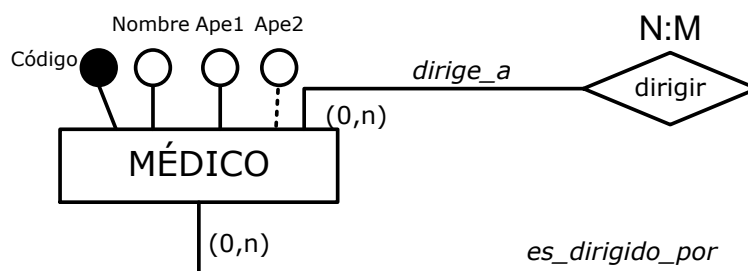 Nombre Ape1 Ape2
Código
N:M
dirige_a
dirigir
(0,n)
MÉDICO
(0,n)
es_dirigido_por